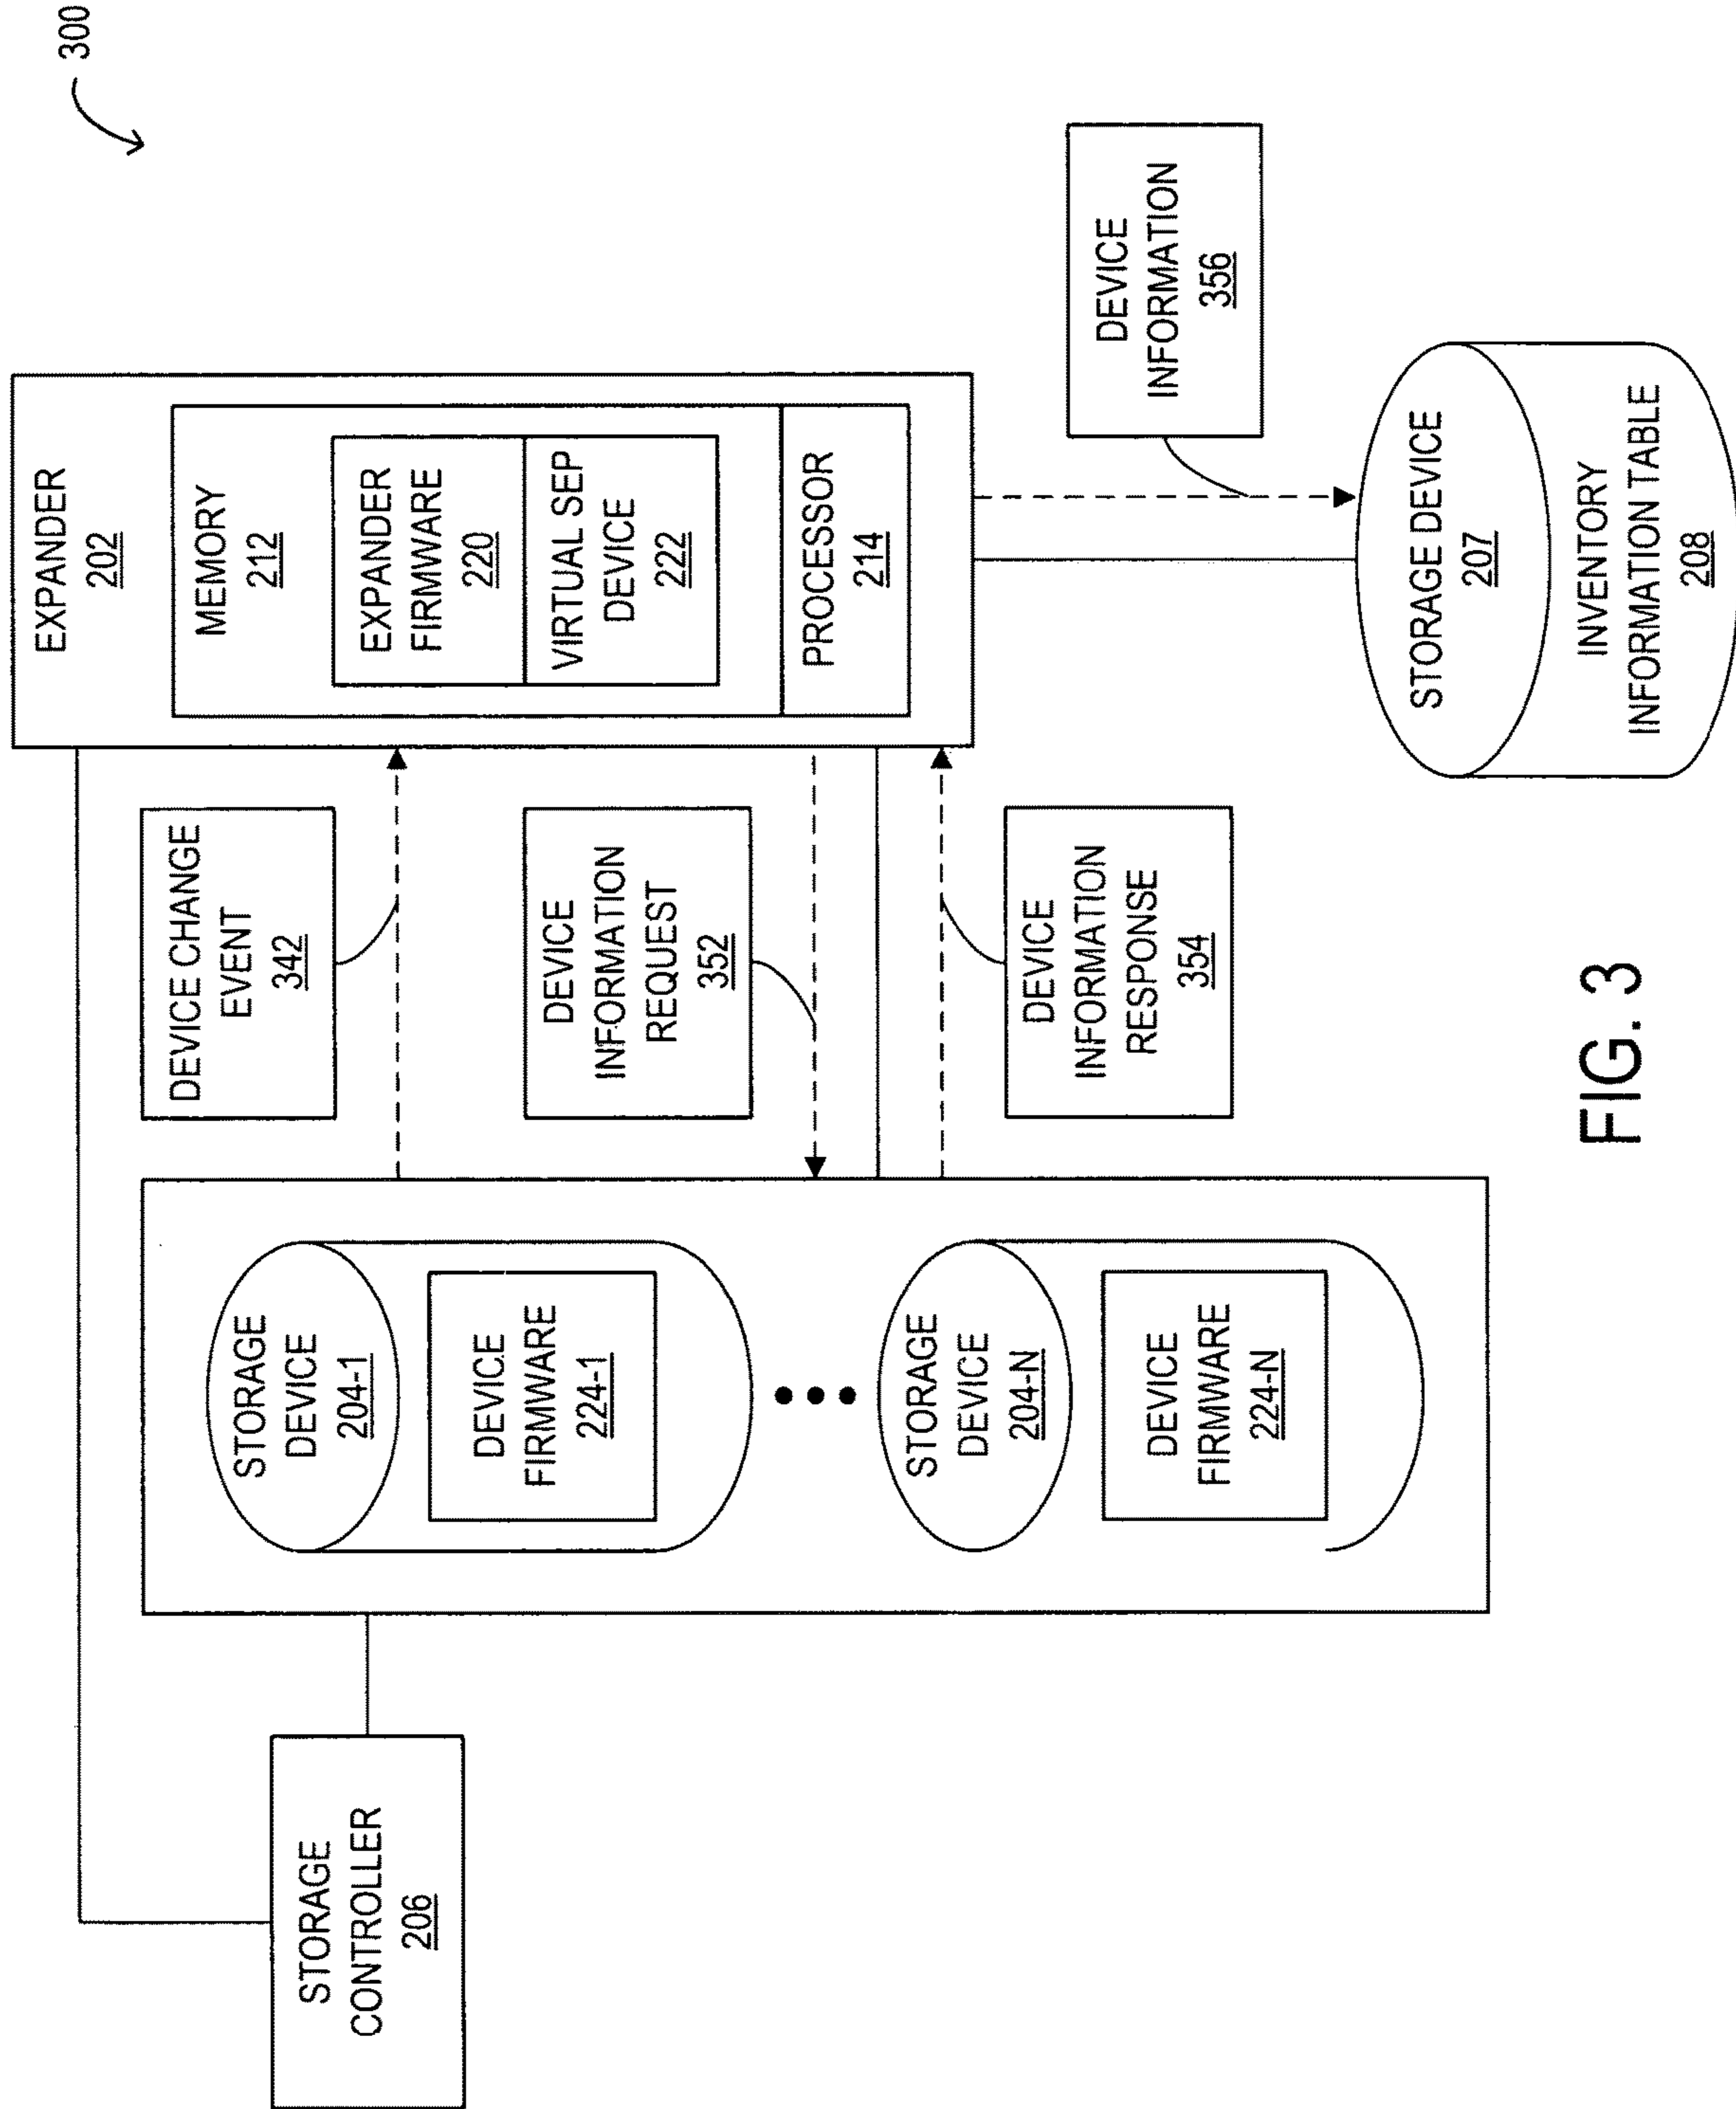 300
EXPANDER
202
MEMORY
212
EXPANDER
FIRMWARE
220
VIRTUAL SEP
DEVICE
222
PROCESSOR
214
DEVICE CHANGE
EVENT
342
DEVICE
INFORMATION
REQUEST
352
DEVICE
INFORMATION
RESPONSE
354
DEVICE
INFORMATION
356
STORAGE DEVICE
207
INVENTORY
INFORMATION TABLE
208
STORAGE
DEVICE
204-1
DEVICE
FIRMWARE
224-1
STORAGE
DEVICE
204-N
DEVICE
FIRMWARE
224-N
STORAGE
CONTROLLER
206
FIG. 3